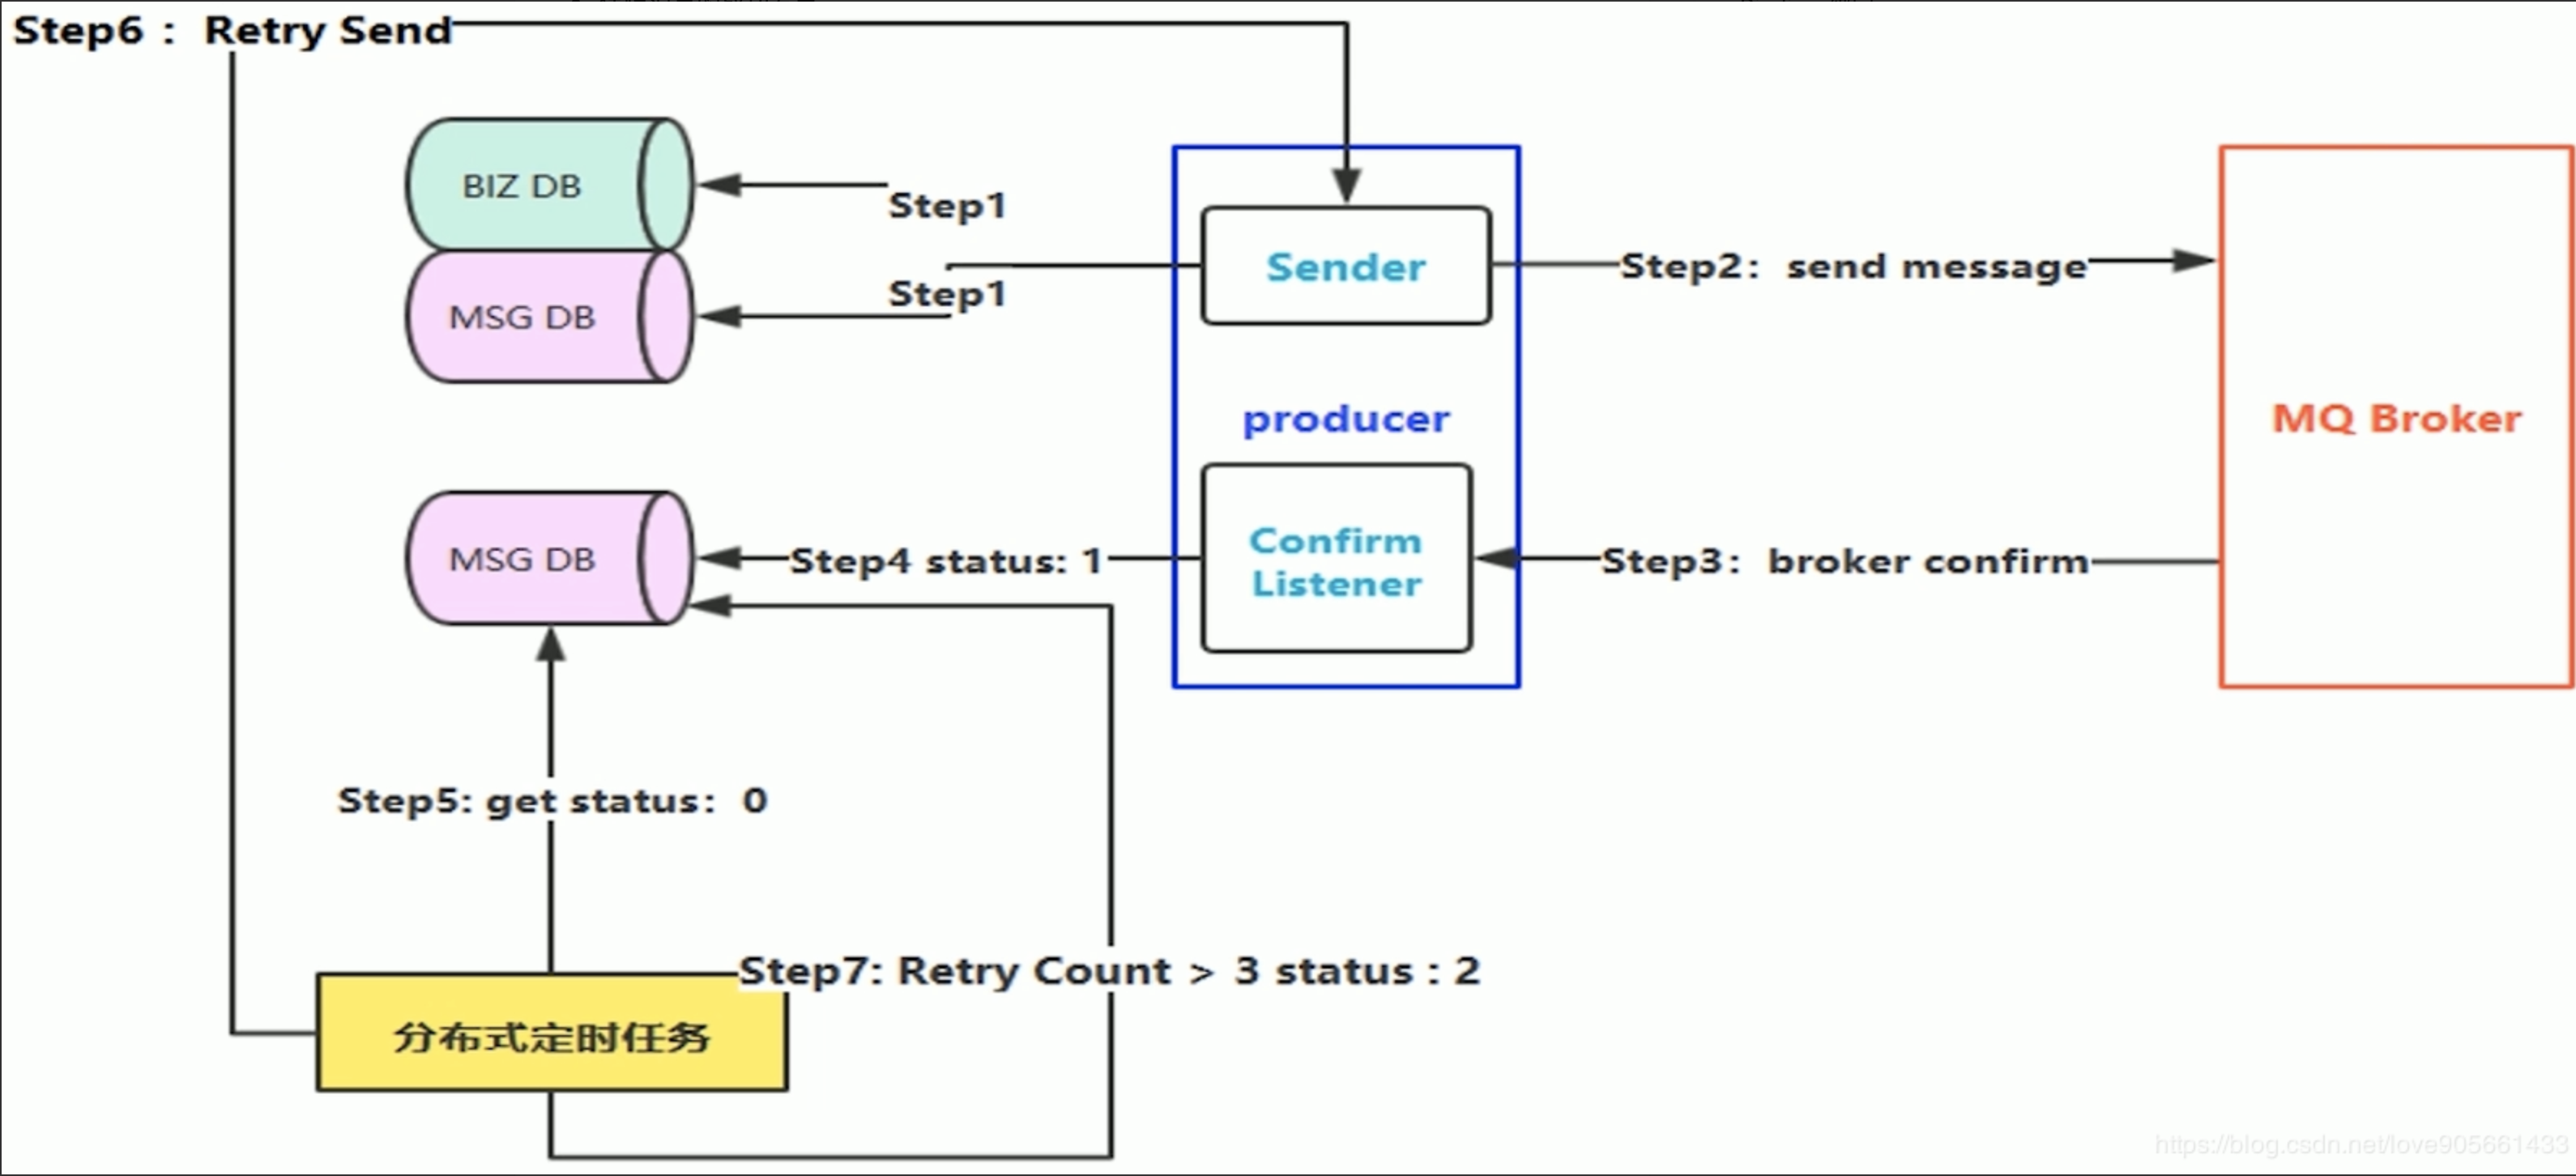 Step6： Retry Send
BIZ DB
Step1
MSG DB
Step1
Sender
Step2：send message
producer
MQ Broker
MSG DB
Step4 status: 1
Confirm
Listener
Step3：broker confirm
Step5: get status： 0
Step7: Retry Count > 3 status : 2
分布式定时任务
https://blog.csdn.net/love905661433